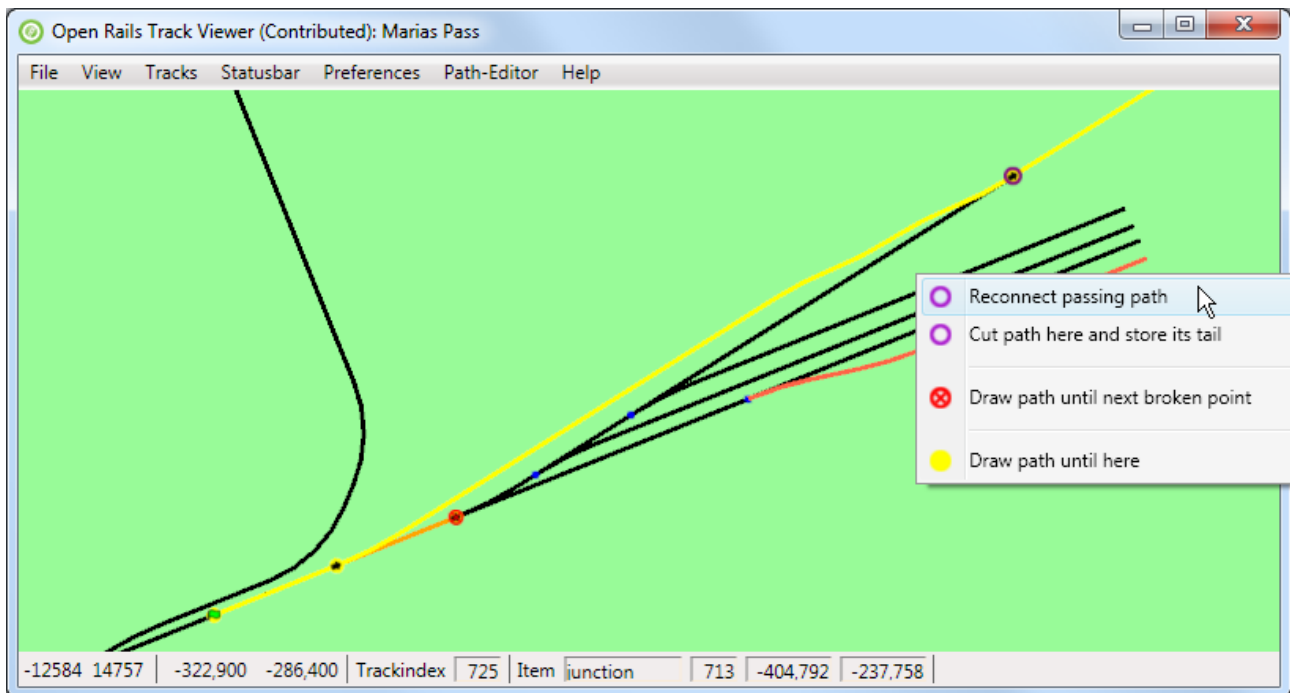 Open Rails Track Viewer (Contributed): Marias Pass
File View Tracks Statusbar Preferences Path-Editor Help
Reconnect passing path
Cut path here and store its tail
Draw path until next broken point
Draw path until here
-12584 14757 -322,900 -286,400 Trackindex 725 Item junction 713 -404,792 -237,758